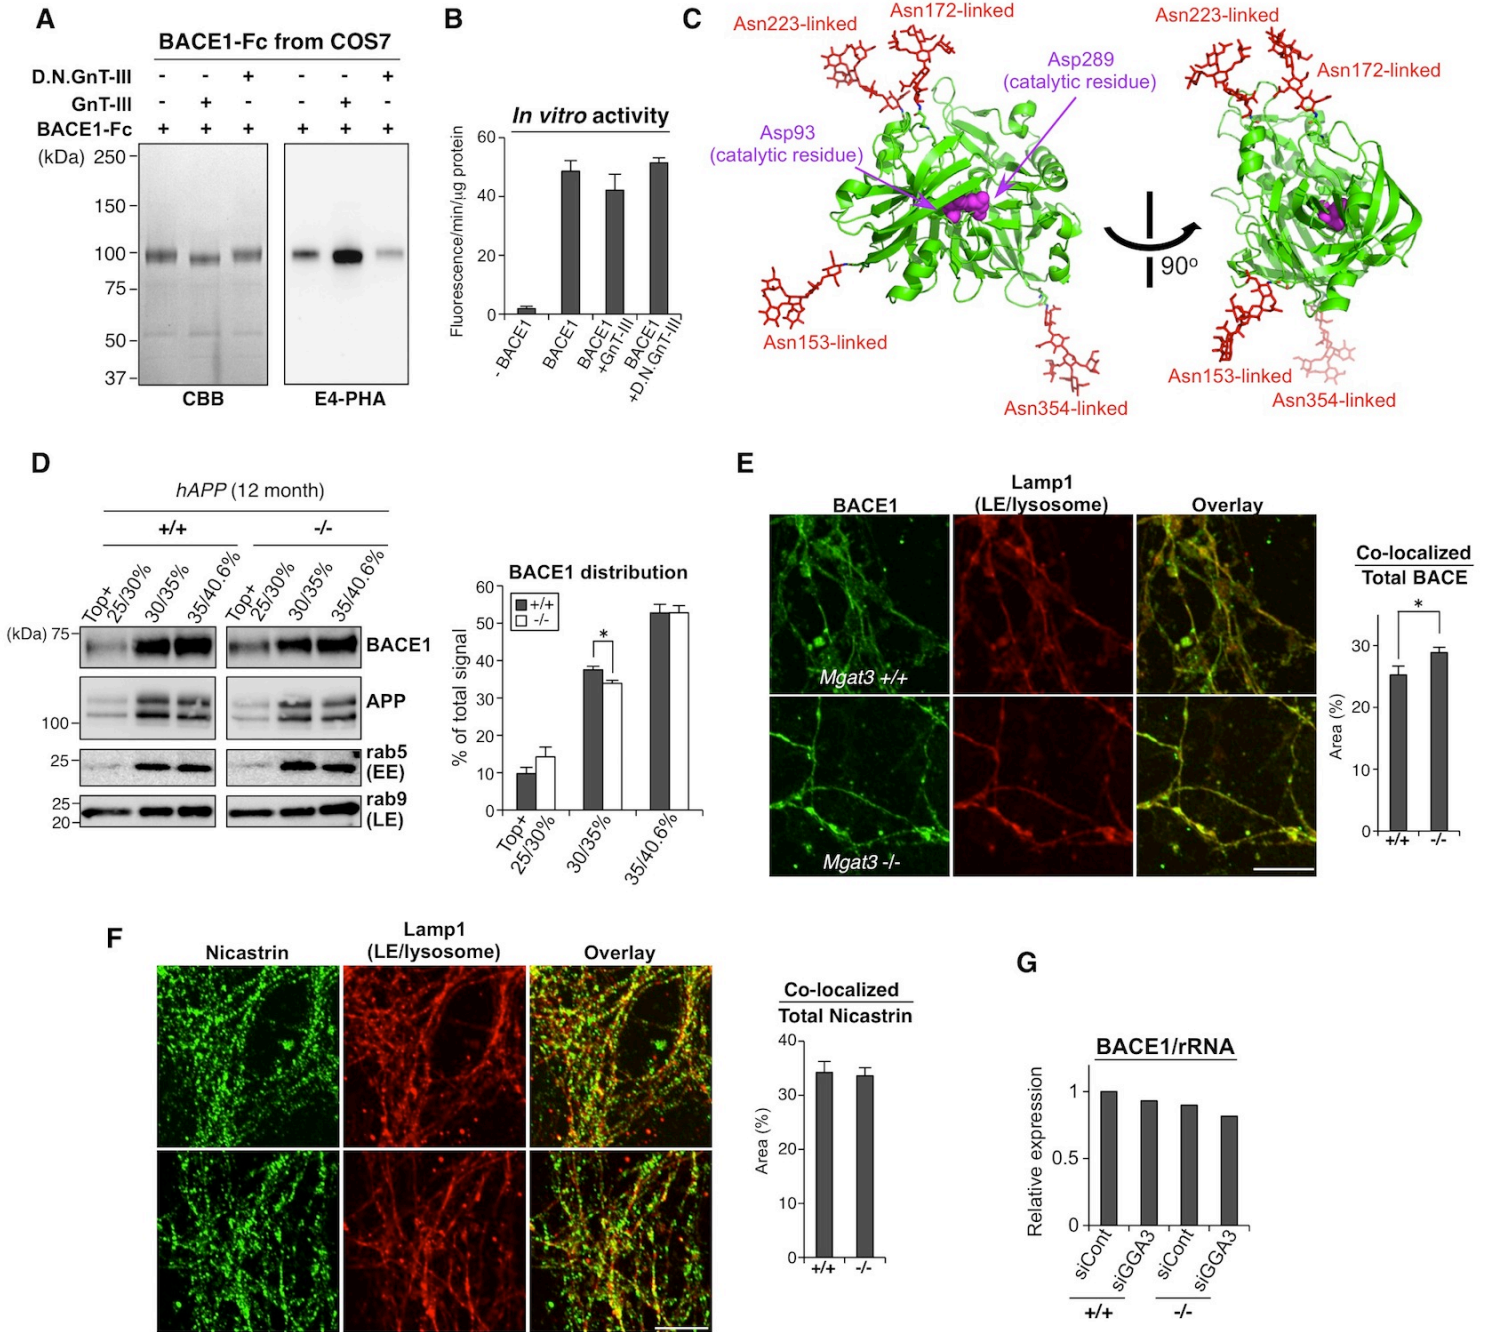 A
BACE1-Fc from COS7
D.N.GnT-III - - + - - +
GnT-III - + - - + -
BACE1-Fc + + + + + +
(kDa)
250
150
100
75
50
37
CBB
E4-PHA
B
In vitro activity
Fluorescence/min/μg protein
60
40
20
0
- BACE1
BACE1
BACE1
+GnT-III
BACE1
+D.N.GnT-III
C
Asn223-linked
Asn172-linked
Asp289
(catalytic residue)
Asp93
(catalytic residue)
Asn153-linked
Asn354-linked
90°
Asn223-linked
Asn172-linked
Asn153-linked
Asn354-linked
D
hAPP (12 month)
+/+
-/-
Top+
25/30%
30/35%
35/40.6%
Top+
25/30%
30/35%
35/40.6%
(kDa) 75
BACE1
APP
100
25
rab5
(EE)
25
20
rab9
(LE)
BACE1 distribution
+/+
-/-
*
% of total signal
60
50
40
30
20
10
0
Top+
25/30%
30/35%
35/40.6%
E
BACE1
Lamp1
(LE/lysosome)
Overlay
Mgat3 +/+
Mgat3 -/-
Co-localized
Total BACE
*
Area (%)
30
20
10
0
+/+
-/-
F
Nicastrin
Lamp1
(LE/lysosome)
Overlay
Co-localized
Total Nicastrin
Area (%)
40
30
20
10
0
+/+
-/-
G
BACE1/rRNA
Relative expression
1
0.5
0
siCont
siGGA3
siCont
siGGA3
+/+
-/-